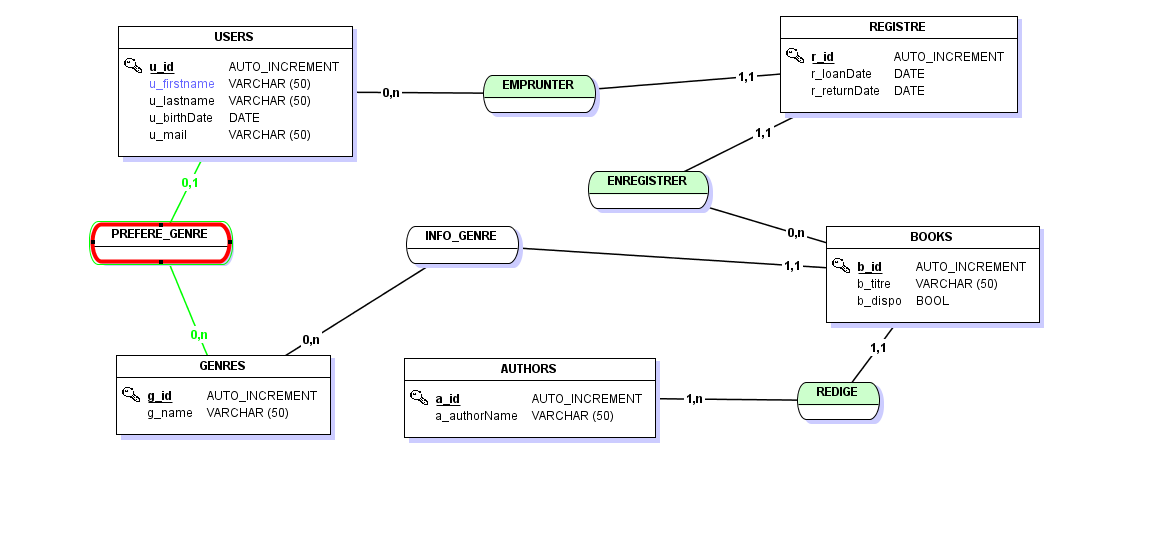 USERS
u_id AUTO_INCREMENT
u_firstname VARCHAR (50)
u_lastname VARCHAR (50)
u_birthDate DATE
u_mail VARCHAR (50)
0,n
EMPRUNTER
1,1
REGISTRE
r_id AUTO_INCREMENT
r_loanDate DATE
r_returnDate DATE
1,1
ENREGISTRER
0,n
0,1
PREFERE_GENRE
0,n
INFO_GENRE
1,1
0,n
BOOKS
b_id AUTO_INCREMENT
b_titre VARCHAR (50)
b_dispo BOOL
1,1
GENRES
g_id AUTO_INCREMENT
g_name VARCHAR (50)
AUTHORS
a_id AUTO_INCREMENT
a_authorName VARCHAR (50)
1,n
REDIGE